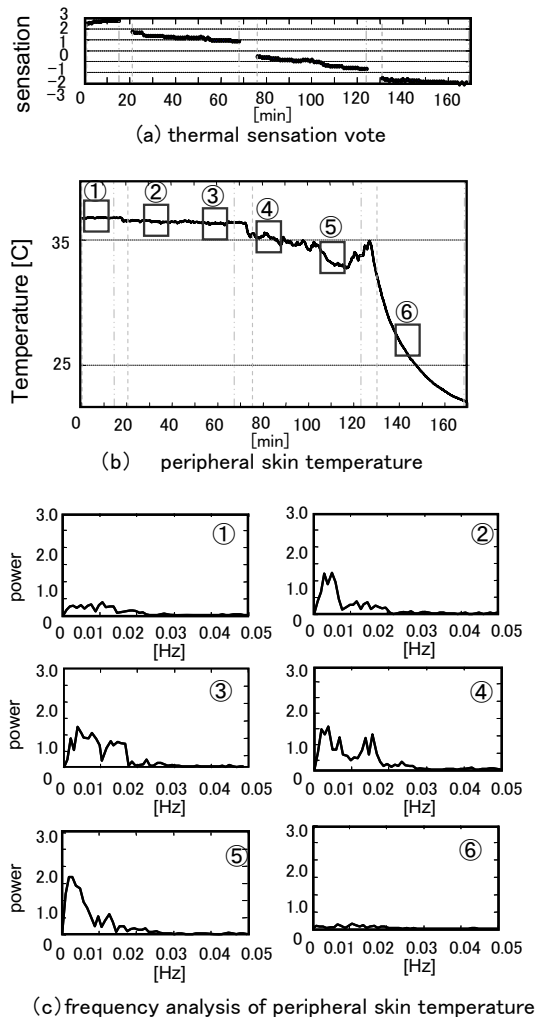 3
2
1
0
−1
−2
−3
sensation
0 20 40 60 80 100 120 140 160
[min]
(a) thermal sensation vote
① ② ③ ④ ⑤ ⑥
35
25
Temperature [C]
0 20 40 60 80 100 120 140 160
[min]
(b) peripheral skin temperature
3.0 ① 3.0 ②
2.0 2.0
1.0 1.0
0 0
power
0 0.01 0.02 0.03 0.04 0.05 0 0.01 0.02 0.03 0.04 0.05
[Hz] [Hz]
3.0 ③ 3.0 ④
2.0 2.0
1.0 1.0
0 0
power
0 0.01 0.02 0.03 0.04 0.05 0 0.01 0.02 0.03 0.04 0.05
[Hz] [Hz]
3.0 ⑤ 3.0 ⑥
2.0 2.0
1.0 1.0
0 0
power
0 0.01 0.02 0.03 0.04 0.05 0 0.01 0.02 0.03 0.04 0.05
[Hz] [Hz]
(c) frequency analysis of peripheral skin temperature